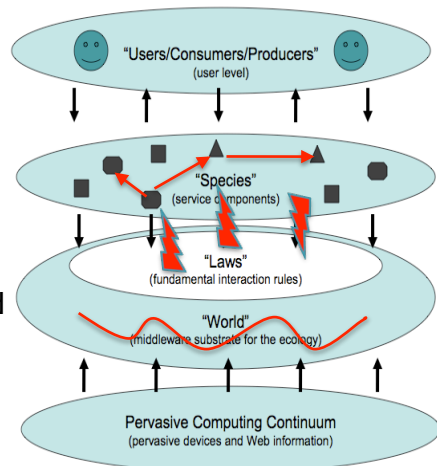 “Users/Consumers/Producers”
(user level)
“Species”
(service components)
“Laws”
(fundamental interaction rules)
“World”
(middleware substrate for the ecology)
Pervasive Computing Continuum
(pervasive devices and Web information)